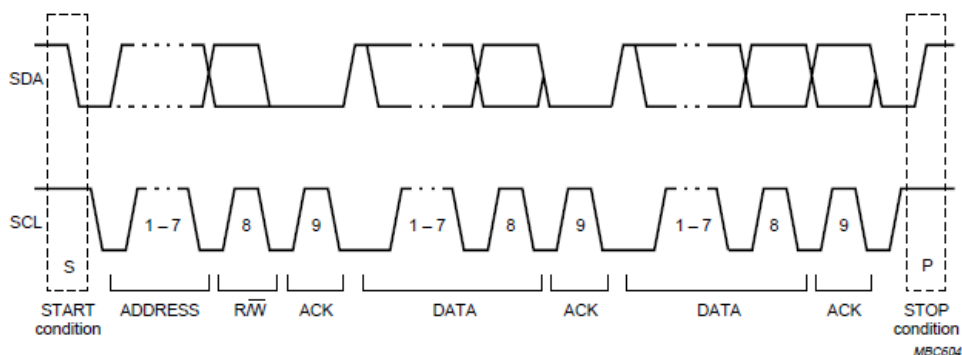 SDA
SCL
1 – 7
8
9
1 – 7
8
9
1 – 7
8
9
S
P
START
condition
ADDRESS
R/W̅
ACK
DATA
ACK
DATA
ACK
STOP
condition
MBC604